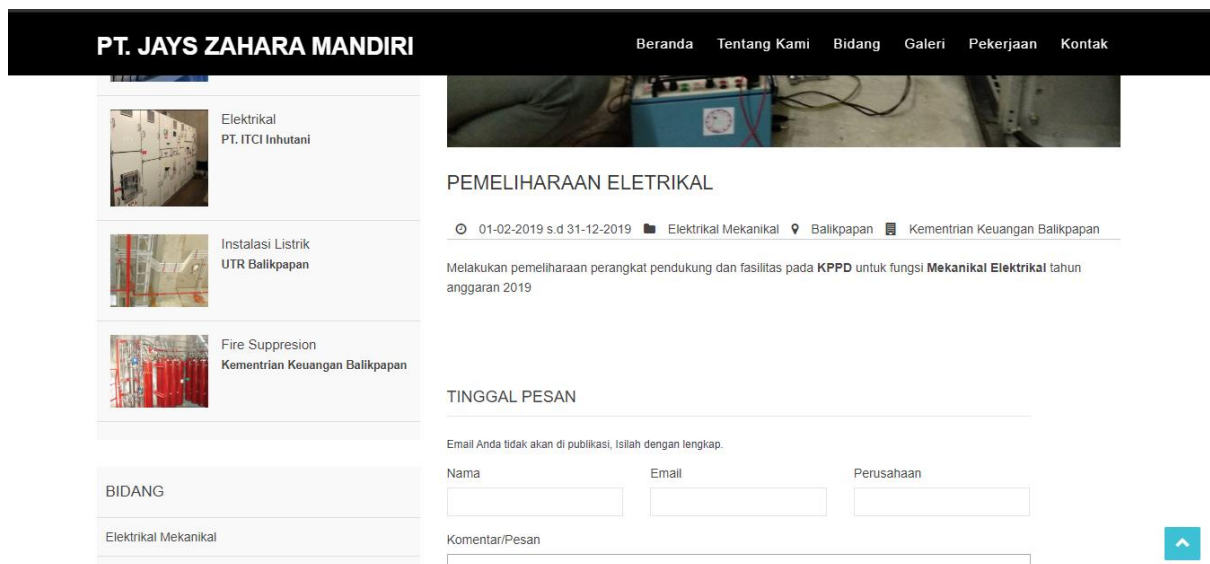 PT. JAYS ZAHARA MANDIRI
Beranda Tentang Kami Bidang Galeri Pekerjaan Kontak
Elektrikal
PT. ITCI Inhutani
Instalasi Listrik
UTR Balikpapan
Fire Suppresion
Kementrian Keuangan Balikpapan
BIDANG
Elektrikal Mekanikal
PEMELIHARAAN ELETRIKAL
01-02-2019 s.d 31-12-2019 Elektrikal Mekanikal Balikpapan Kementrian Keuangan Balikpapan
Melakukan pemeliharaan perangkat pendukung dan fasilitas pada KPPD untuk fungsi Mekanikal Elektrikal tahun
anggaran 2019
TINGGAL PESAN
Email Anda tidak akan di publikasi, Isilah dengan lengkap.
Nama Email Perusahaan
Komentar/Pesan